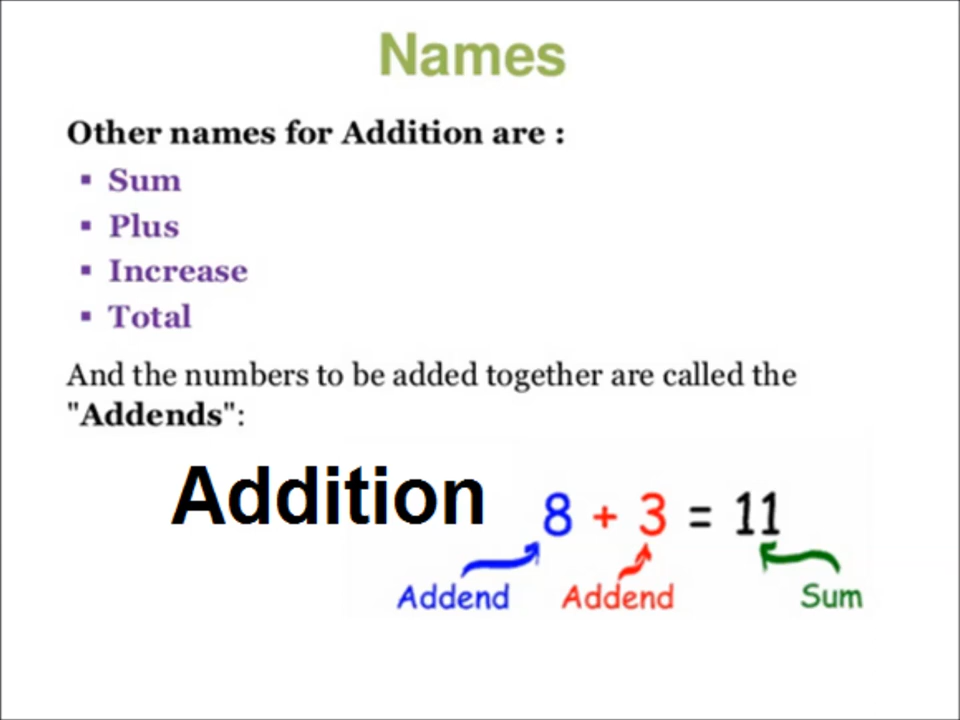 Names
Other names for Addition are :
▪ Sum
▪ Plus
▪ Increase
▪ Total
And the numbers to be added together are called the
"Addends":
Addition
8 + 3 = 11
Addend Addend Sum